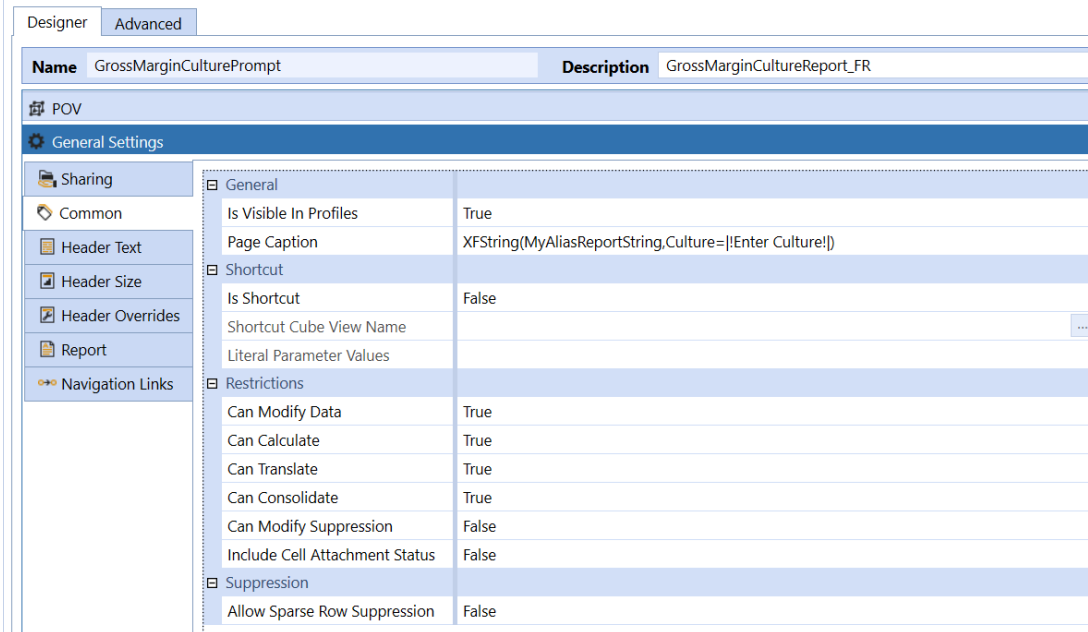 Designer
Advanced
Name GrossMarginCulturePrompt Description GrossMarginCultureReport_FR
POV
General Settings
Sharing
Common
Header Text
Header Size
Header Overrides
Report
Navigation Links
General
Is Visible In Profiles True
Page Caption XFString(MyAliasReportString,Culture=|!Enter Culture!|)
Shortcut
Is Shortcut False
Shortcut Cube View Name ...
Literal Parameter Values
Restrictions
Can Modify Data True
Can Calculate True
Can Translate True
Can Consolidate True
Can Modify Suppression False
Include Cell Attachment Status False
Suppression
Allow Sparse Row Suppression False